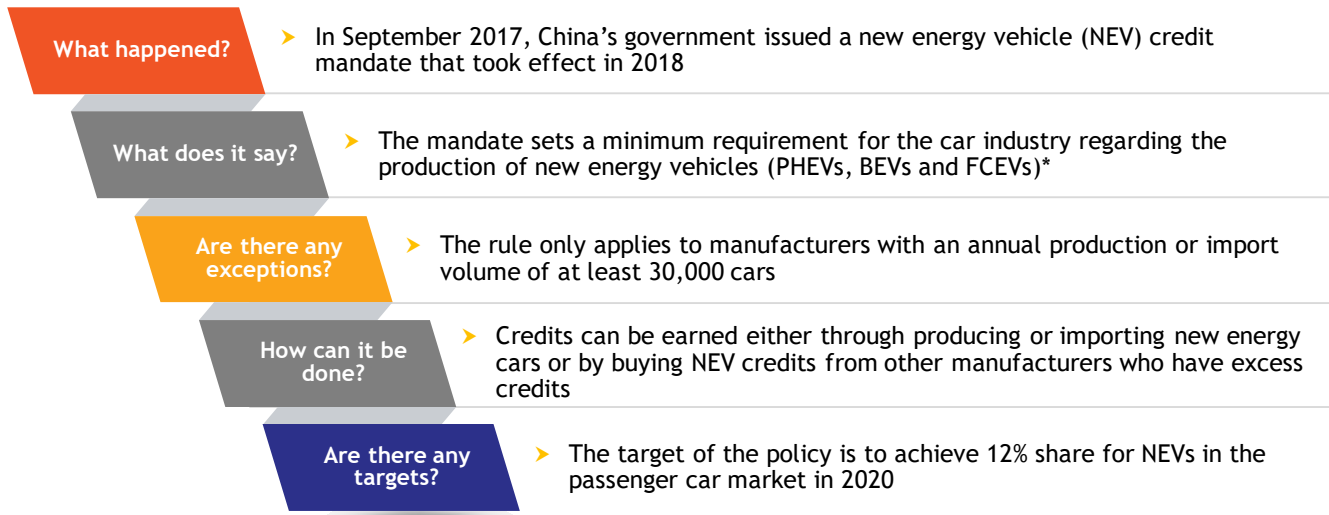 What happened?
In September 2017, China’s government issued a new energy vehicle (NEV) credit
mandate that took effect in 2018
What does it say?
The mandate sets a minimum requirement for the car industry regarding the
production of new energy vehicles (PHEVs, BEVs and FCEVs)*
Are there any
exceptions?
The rule only applies to manufacturers with an annual production or import
volume of at least 30,000 cars
How can it be
done?
Credits can be earned either through producing or importing new energy
cars or by buying NEV credits from other manufacturers who have excess
credits
Are there any
targets?
The target of the policy is to achieve 12% share for NEVs in the
passenger car market in 2020